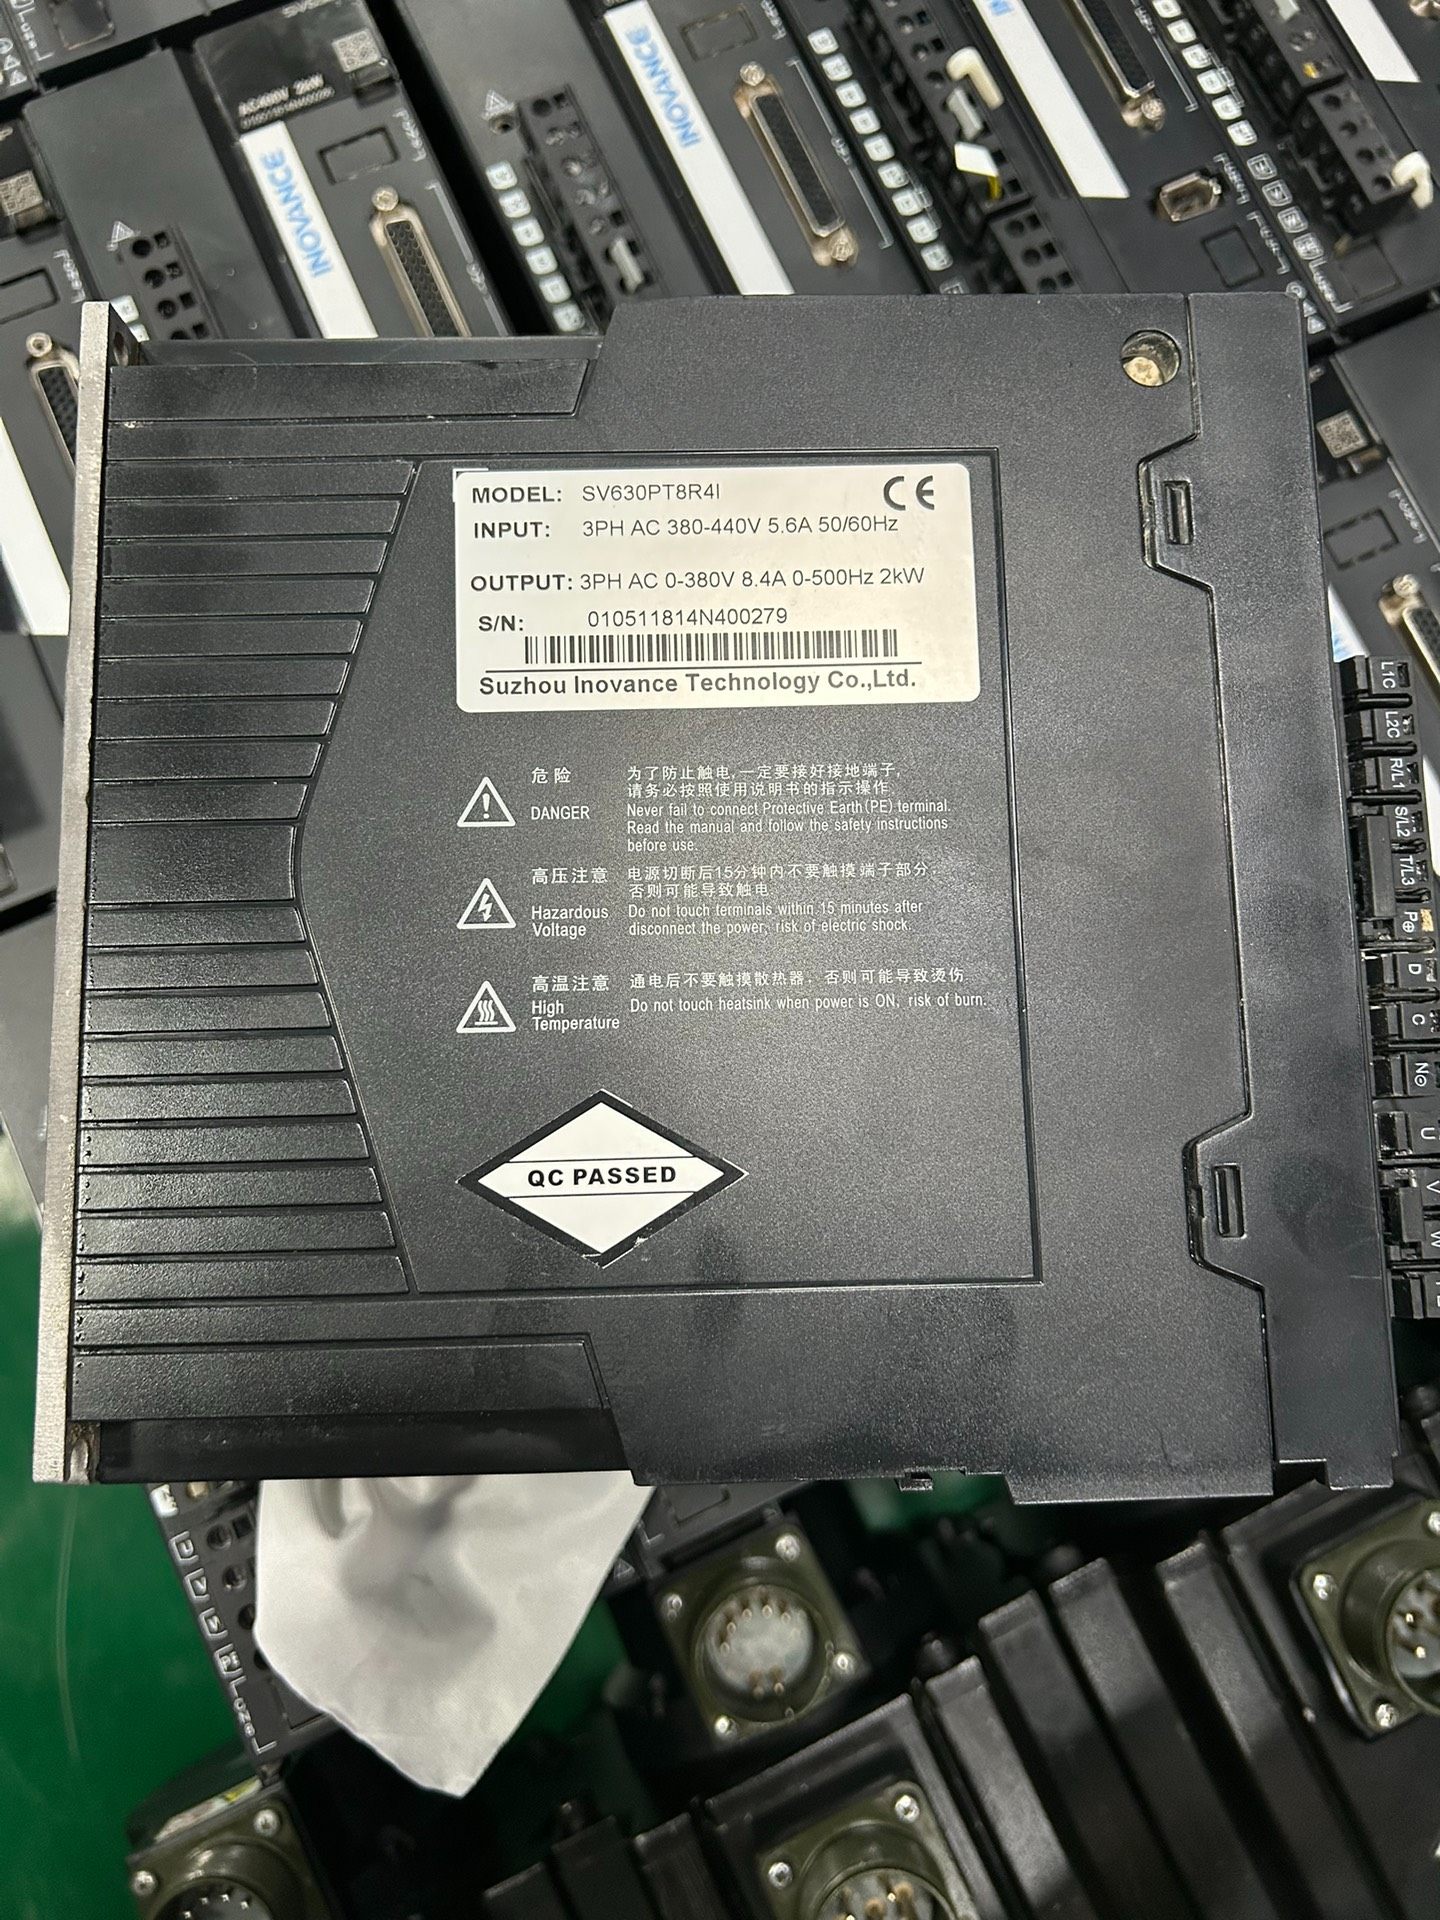 AC400V 2kW
INOVANCE
INOVANCE
MODEL: SV630PT8R4I
CE
INPUT: 3PH AC 380-440V 5.6A 50/60Hz
OUTPUT: 3PH AC 0-380V 8.4A 0-500Hz 2kW
S/N: 010511814N400279
Suzhou Inovance Technology Co.,Ltd.
危险
DANGER
为了防止触电,一定要接好接地端子,
请务必按照使用说明书的指示操作.
Never fail to connect Protective Earth(PE) terminal.
Read the manual and follow the safety instructions
before use.
高压注意
Hazardous
Voltage
电源切断后15分钟内不要触摸端子部分,
否则可能导致触电.
Do not touch terminals within 15 minutes after
disconnect the power, risk of electric shock.
高温注意
High
Temperature
通电后不要触摸散热器, 否则可能导致烫伤
Do not touch heatsink when power is ON, risk of burn.
QC PASSED
L1C
L2C
R/L1
S/L2
T/L3
P⊕
D
C
N⊖
U
V
W